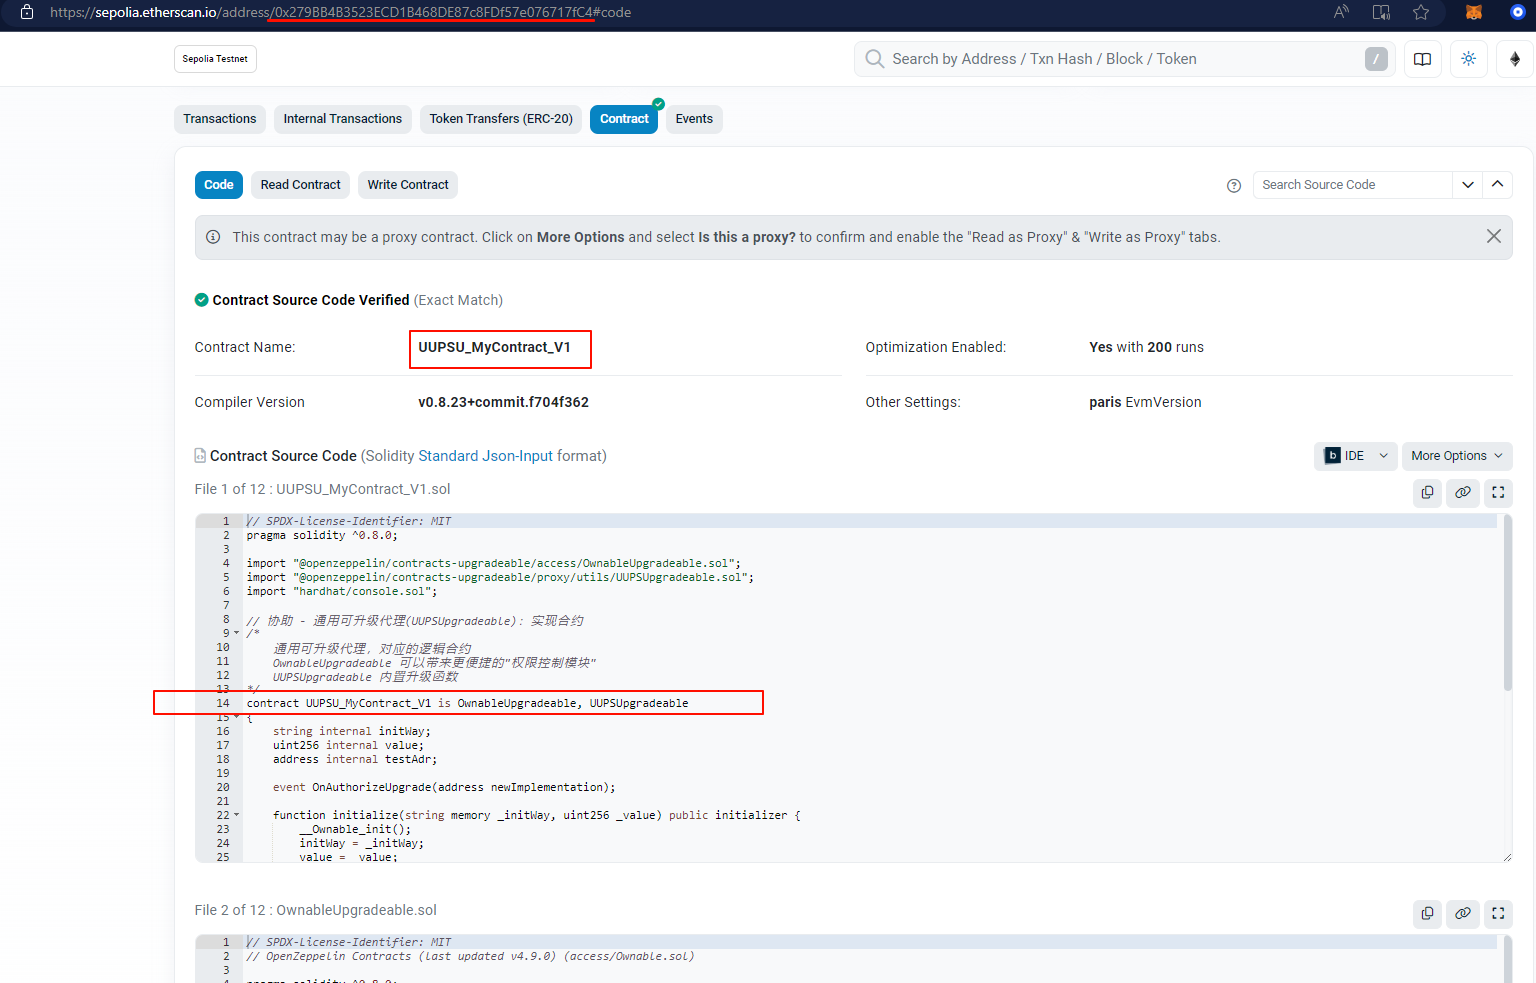 https://sepolia.etherscan.io/address/0x279BB4B3523ECD1B468DE87c8FDf57e076717fC4#code
Sepolia Testnet
Search by Address / Txn Hash / Block / Token
/
Transactions
Internal Transactions
Token Transfers (ERC-20)
Contract
Events
Code
Read Contract
Write Contract
Search Source Code
This contract may be a proxy contract. Click on More Options and select Is this a proxy? to confirm and enable the "Read as Proxy" & "Write as Proxy" tabs.
Contract Source Code Verified (Exact Match)
Contract Name:
UUPSU_MyContract_V1
Optimization Enabled:
Yes with 200 runs
Compiler Version
v0.8.23+commit.f704f362
Other Settings:
paris EvmVersion
Contract Source Code (Solidity Standard Json-Input format)
IDE
More Options
File 1 of 12 : UUPSU_MyContract_V1.sol
1 // SPDX-License-Identifier: MIT
2 pragma solidity ^0.8.0;
3
4 import "@openzeppelin/contracts-upgradeable/access/OwnableUpgradeable.sol";
5 import "@openzeppelin/contracts-upgradeable/proxy/utils/UUPSUpgradeable.sol";
6 import "hardhat/console.sol";
7
8 // 协助 - 通用可升级代理(UUPSUpgradeable): 实现合约
9 /*
10 通用可升级代理, 对应的逻辑合约
11 OwnableUpgradeable 可以带来更便捷的"权限控制模块"
12 UUPSUpgradeable 内置升级函数
13 */
14 contract UUPSU_MyContract_V1 is OwnableUpgradeable, UUPSUpgradeable
15 {
16 string internal initWay;
17 uint256 internal value;
18 address internal testAdr;
19
20 event OnAuthorizeUpgrade(address newImplementation);
21
22 function initialize(string memory _initWay, uint256 _value) public initializer {
23 __Ownable_init();
24 initWay = _initWay;
25 value = _value;
File 2 of 12 : OwnableUpgradeable.sol
1 // SPDX-License-Identifier: MIT
2 // OpenZeppelin Contracts (last updated v4.9.0) (access/Ownable.sol)
3
4 pragma solidity ^0.8.0;